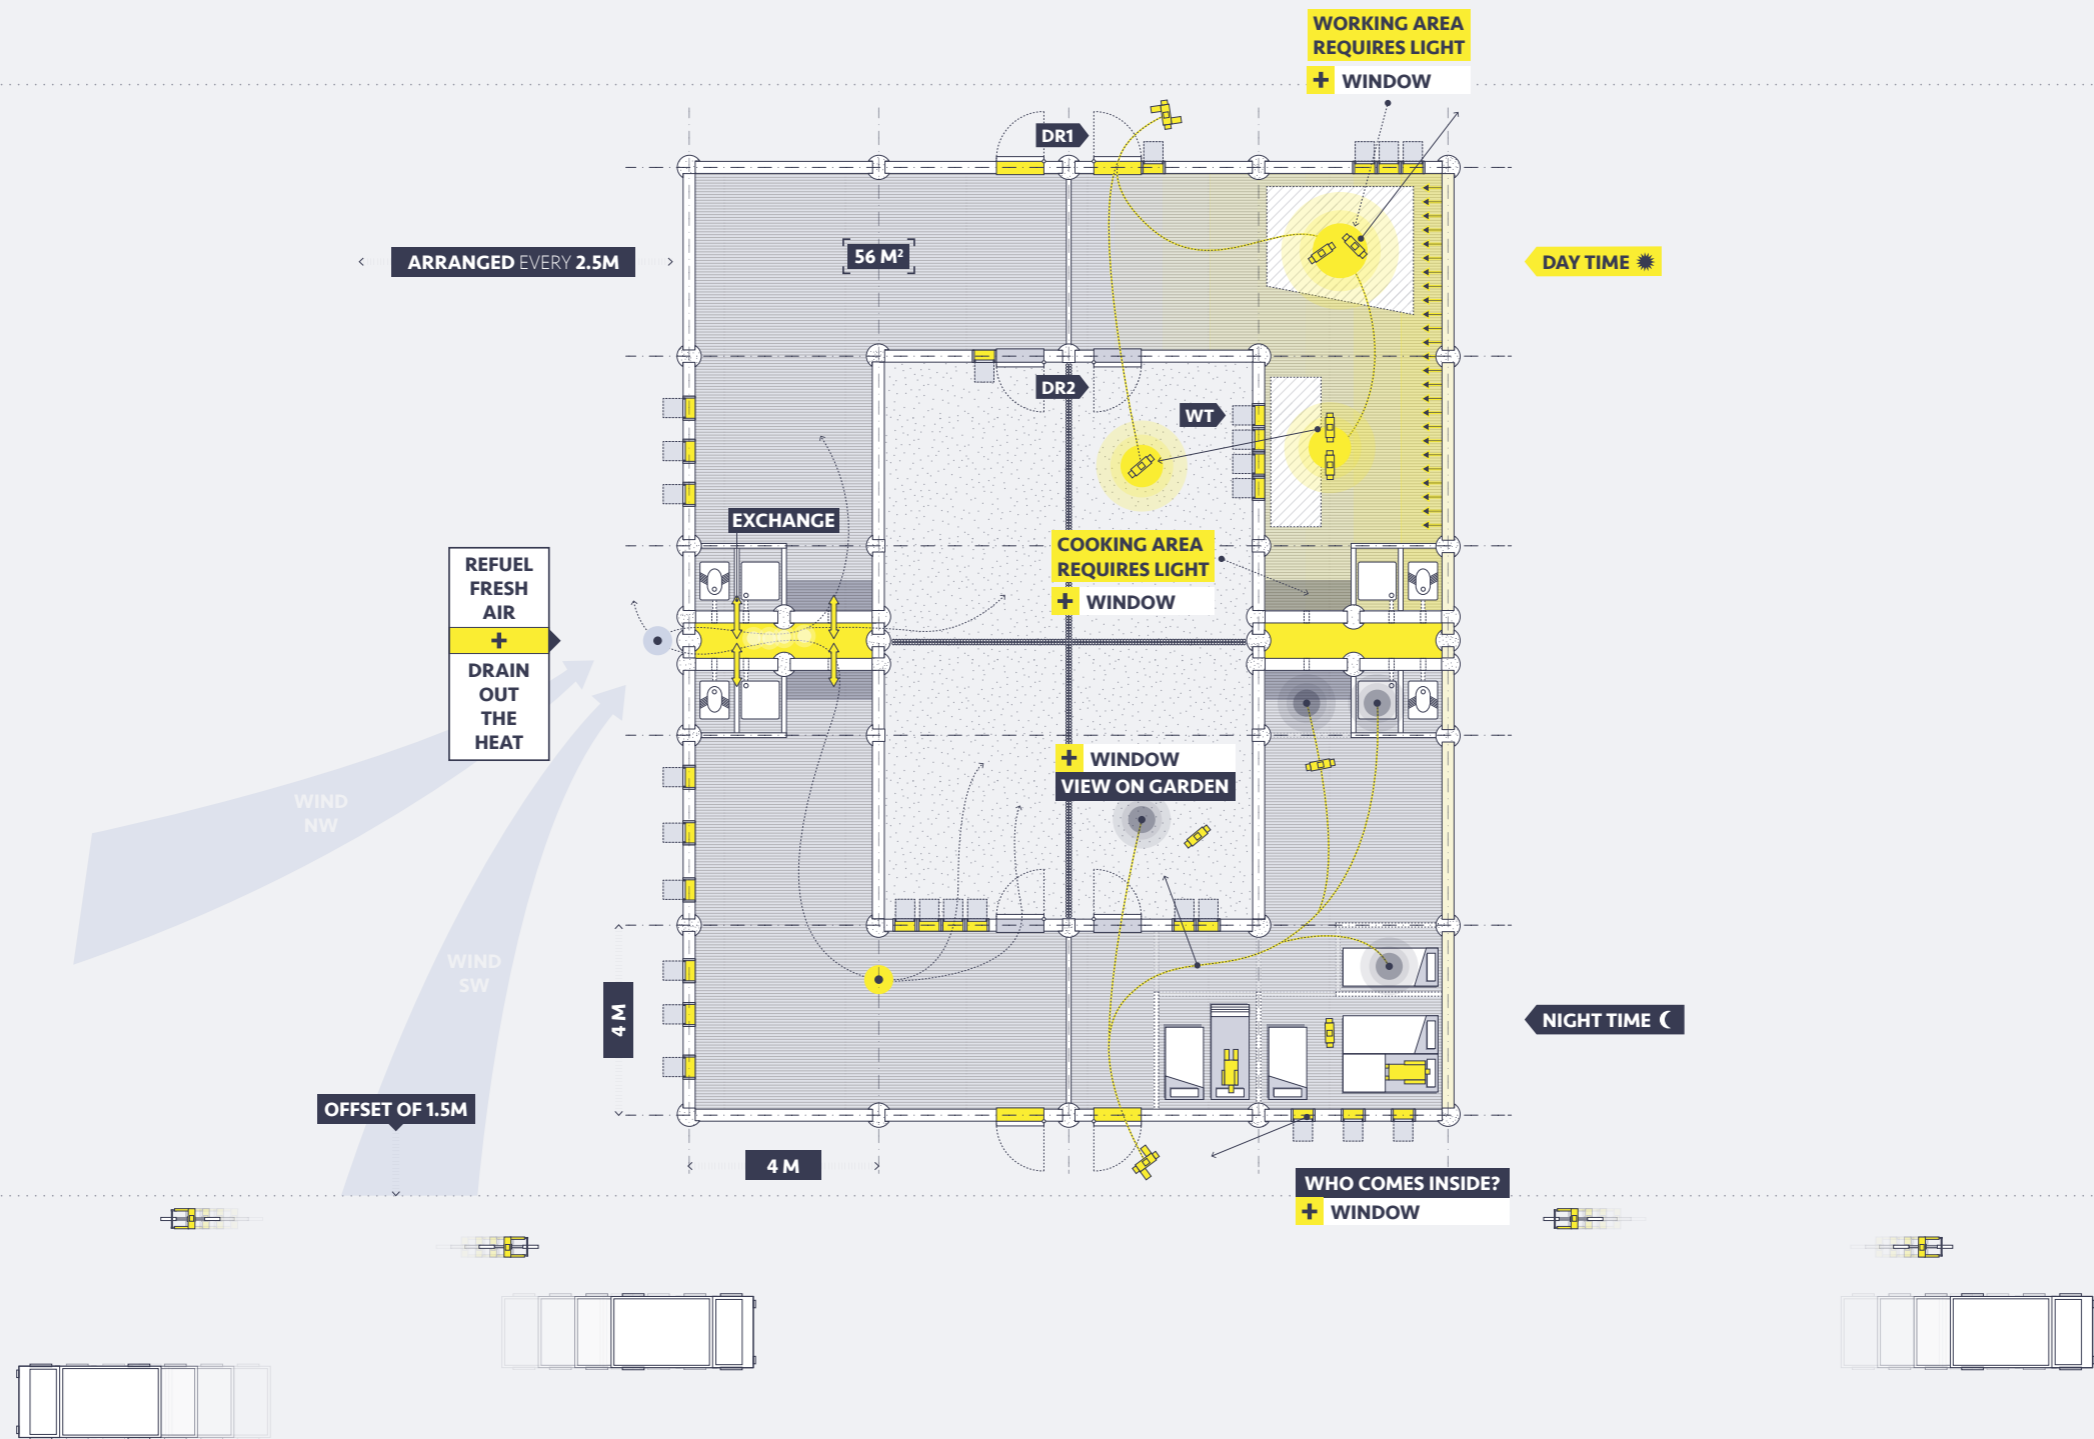 WORKING AREA
REQUIRES LIGHT
+ WINDOW
DR1
56 M²
ARRANGED EVERY 2.5M
DAY TIME
DR2
WT
EXCHANGE
COOKING AREA
REQUIRES LIGHT
+ WINDOW
REFUEL
FRESH
AIR
+
DRAIN
OUT
THE
HEAT
+ WINDOW
VIEW ON GARDEN
WIND
NW
WIND
SW
4 M
NIGHT TIME
OFFSET OF 1.5M
4 M
WHO COMES INSIDE?
+ WINDOW